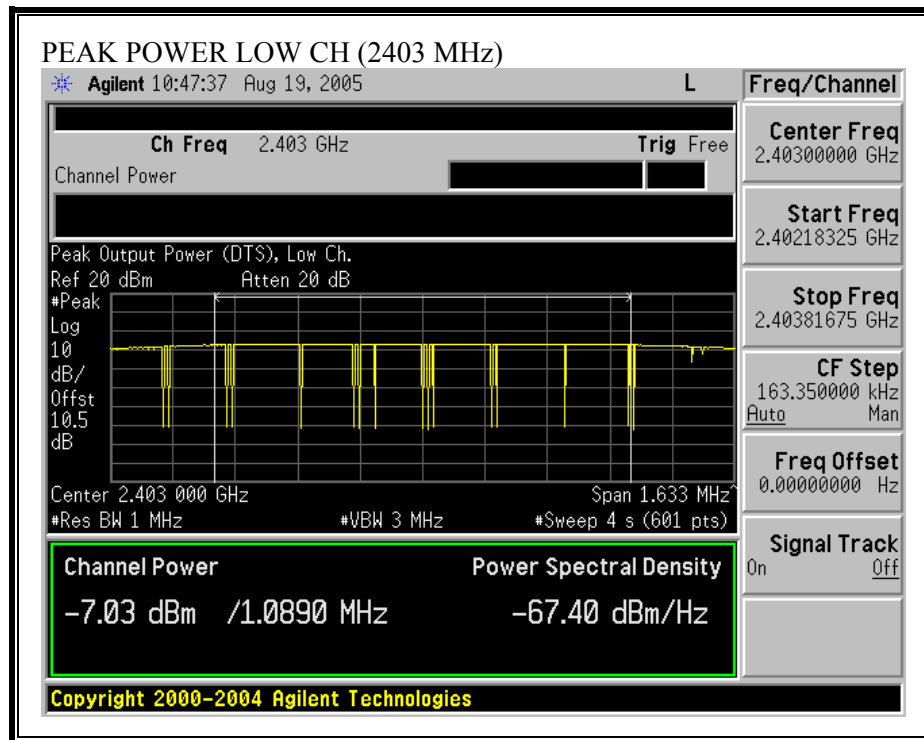 PEAK POWER LOW CH (2403 MHz)
Agilent 10:47:37 Aug 19, 2005 L
Freq/Channel
Ch Freq 2.403 GHz Trig Free
Channel Power
Center Freq
2.40300000 GHz
Start Freq
2.40218325 GHz
Stop Freq
2.40381675 GHz
CF Step
163.350000 kHz
Auto Man
Freq Offset
0.00000000 Hz
Signal Track
On Off
Peak Output Power (DTS), Low Ch.
Ref 20 dBm Atten 20 dB
#Peak
Log
10
dB/
Offst
10.5
dB
Center 2.403 000 GHz Span 1.633 MHz^
#Res BW 1 MHz #VBW 3 MHz #Sweep 4 s (601 pts)
Channel Power Power Spectral Density
-7.03 dBm /1.0890 MHz -67.40 dBm/Hz
Copyright 2000-2004 Agilent Technologies